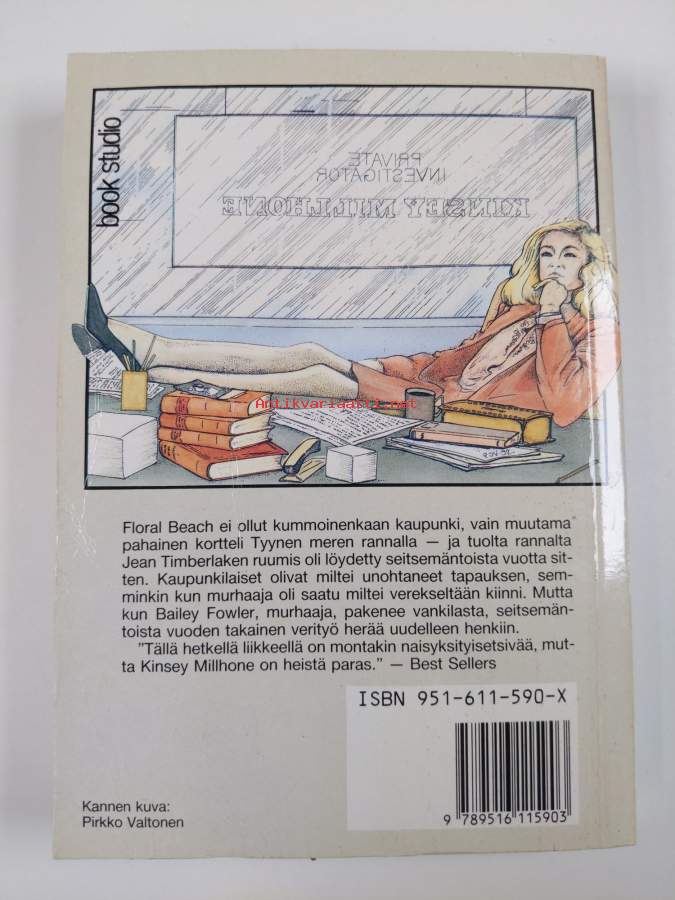 book studio
PRIVATE
INVESTIGATOR
KINSEY MILLHONE
Antikvariaatti.net
Floral Beach ei ollut kummoinenkaan kaupunki, vain muutama
pahainen kortteli Tyynen meren rannalla — ja tuolta rannalta
Jean Timberlaken ruumis oli löydetty seitsemäntoista vuotta sit-
ten. Kaupunkilaiset olivat miltei unohtaneet tapauksen, sem-
minkin kun murhaaja oli saatu miltei verekseltään kiinni. Mutta
kun Bailey Fowler, murhaaja, pakenee vankilasta, seitsemän-
toista vuoden takainen verityö herää uudelleen henkiin.
”Tällä hetkellä liikkeellä on montakin naisyksityisetsivää, mut-
ta Kinsey Millhone on heistä paras.” — Best Sellers
ISBN 951-611-590-X
9 789516 115903
Kannen kuva:
Pirkko Valtonen